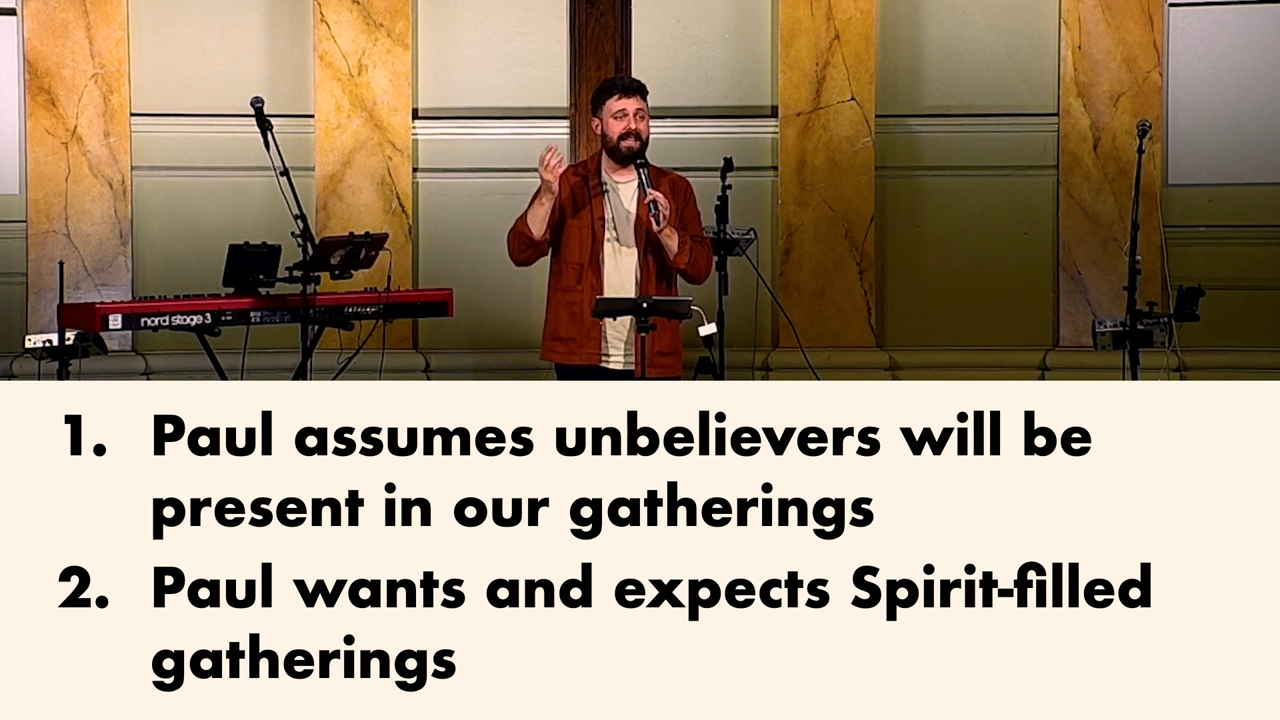 nord stage 3
1. Paul assumes unbelievers will be
present in our gatherings
2. Paul wants and expects Spirit-filled
gatherings